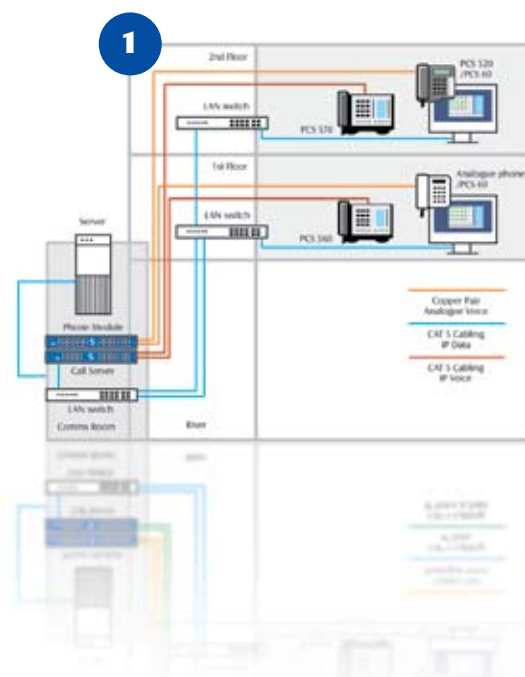 1
2nd Floor
PCS 520
/PCS 60
LAN switch
PCS 570
1st Floor
Analogue phone
/PCS 60
LAN switch
PCS 560
Server
Phone Module
Call Server
LAN switch
Comms Room
Riser
Copper Pair
Analogue Voice
CAT 5 Cabling
IP Data
CAT 5 Cabling
IP Voice